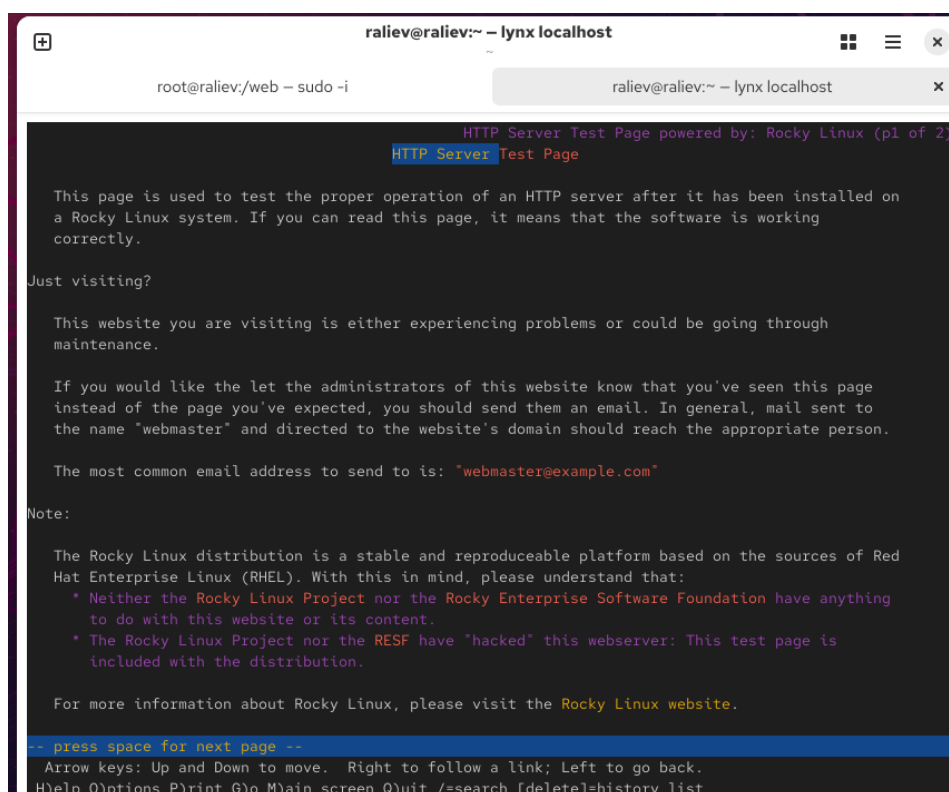 raliev@raliev:~ — lynx localhost
~
root@raliev:/web — sudo -i
raliev@raliev:~ — lynx localhost
HTTP Server Test Page powered by: Rocky Linux (p1 of 2)
HTTP Server Test Page
This page is used to test the proper operation of an HTTP server after it has been installed on
a Rocky Linux system. If you can read this page, it means that the software is working
correctly.
Just visiting?
This website you are visiting is either experiencing problems or could be going through
maintenance.
If you would like the let the administrators of this website know that you've seen this page
instead of the page you've expected, you should send them an email. In general, mail sent to
the name "webmaster" and directed to the website's domain should reach the appropriate person.
The most common email address to send to is: "webmaster@example.com"
Note:
The Rocky Linux distribution is a stable and reproduceable platform based on the sources of Red
Hat Enterprise Linux (RHEL). With this in mind, please understand that:
* Neither the Rocky Linux Project nor the Rocky Enterprise Software Foundation have anything
to do with this website or its content.
* The Rocky Linux Project nor the RESF have "hacked" this webserver: This test page is
included with the distribution.
For more information about Rocky Linux, please visit the Rocky Linux website.
-- press space for next page --
Arrow keys: Up and Down to move. Right to follow a link; Left to go back.
H)elp O)ptions P)rint G)o M)ain screen Q)uit /=search [delete]=history list